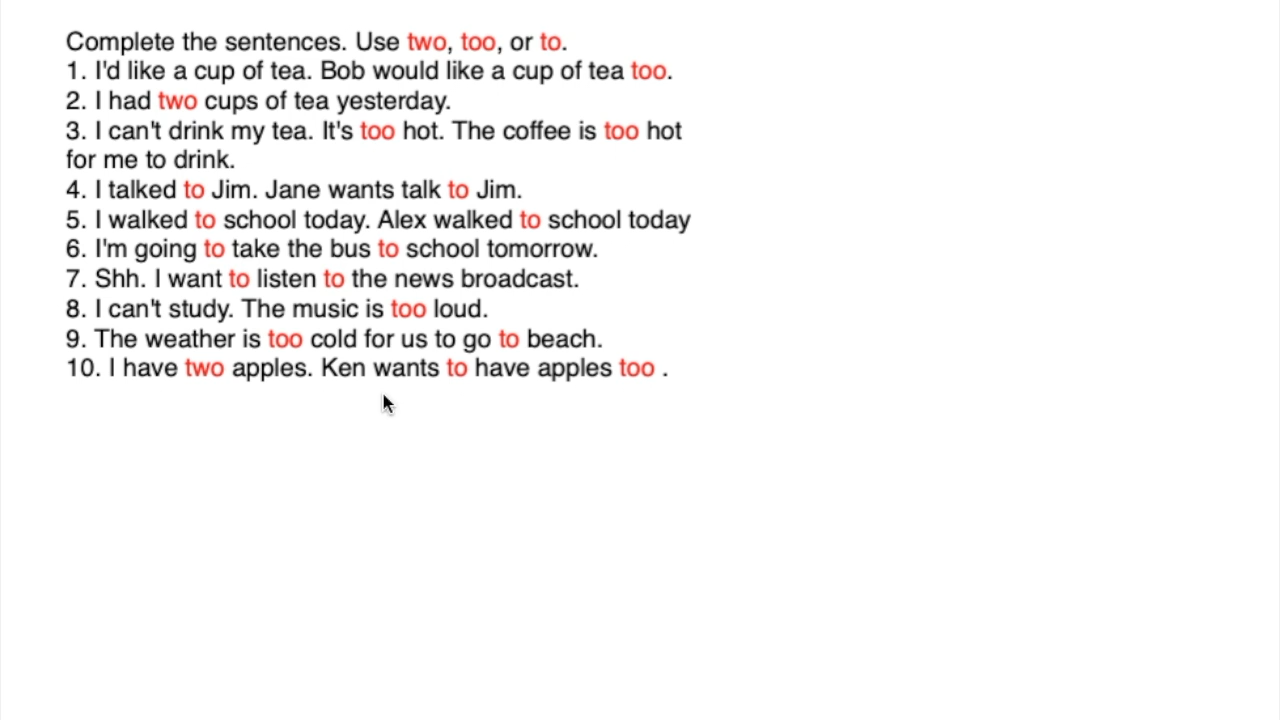 Complete the sentences. Use two, too, or to.
1. I'd like a cup of tea. Bob would like a cup of tea too.
2. I had two cups of tea yesterday.
3. I can't drink my tea. It's too hot. The coffee is too hot
for me to drink.
4. I talked to Jim. Jane wants talk to Jim.
5. I walked to school today. Alex walked to school today
6. I'm going to take the bus to school tomorrow.
7. Shh. I want to listen to the news broadcast.
8. I can't study. The music is too loud.
9. The weather is too cold for us to go to beach.
10. I have two apples. Ken wants to have apples too .